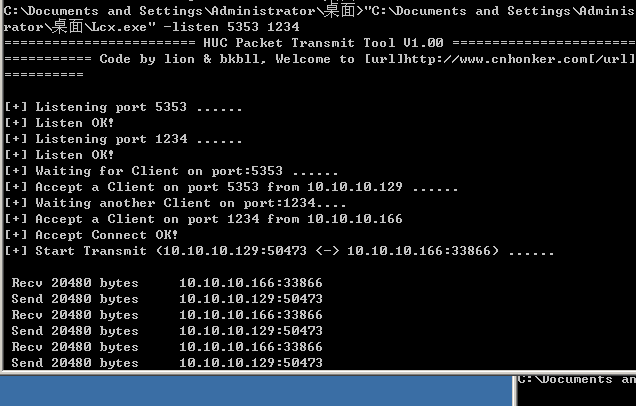 C:\Documents and Settings\Administrator\桌面>"C:\Documents and Settings\Adminis
rator\桌面\Lcx.exe" -listen 5353 1234
======================== HUC Packet Transmit Tool V1.00 =======================
=========== Code by lion & bkbll, Welcome to [url]http://www.cnhonker.com[/url]
==========
[+] Listening port 5353 ......
[+] Listen OK!
[+] Listening port 1234 ......
[+] Listen OK!
[+] Waiting for Client on port:5353 ......
[+] Accept a Client on port 5353 from 10.10.10.129 ......
[+] Waiting another Client on port:1234....
[+] Accept a Client on port 1234 from 10.10.10.166
[+] Accept Connect OK!
[+] Start Transmit (10.10.10.129:50473 <-> 10.10.10.166:33866) ......
Recv 20480 bytes 10.10.10.166:33866
Send 20480 bytes 10.10.10.129:50473
Recv 20480 bytes 10.10.10.166:33866
Send 20480 bytes 10.10.10.129:50473
Recv 20480 bytes 10.10.10.166:33866
Send 20480 bytes 10.10.10.129:50473
C:\Documents an